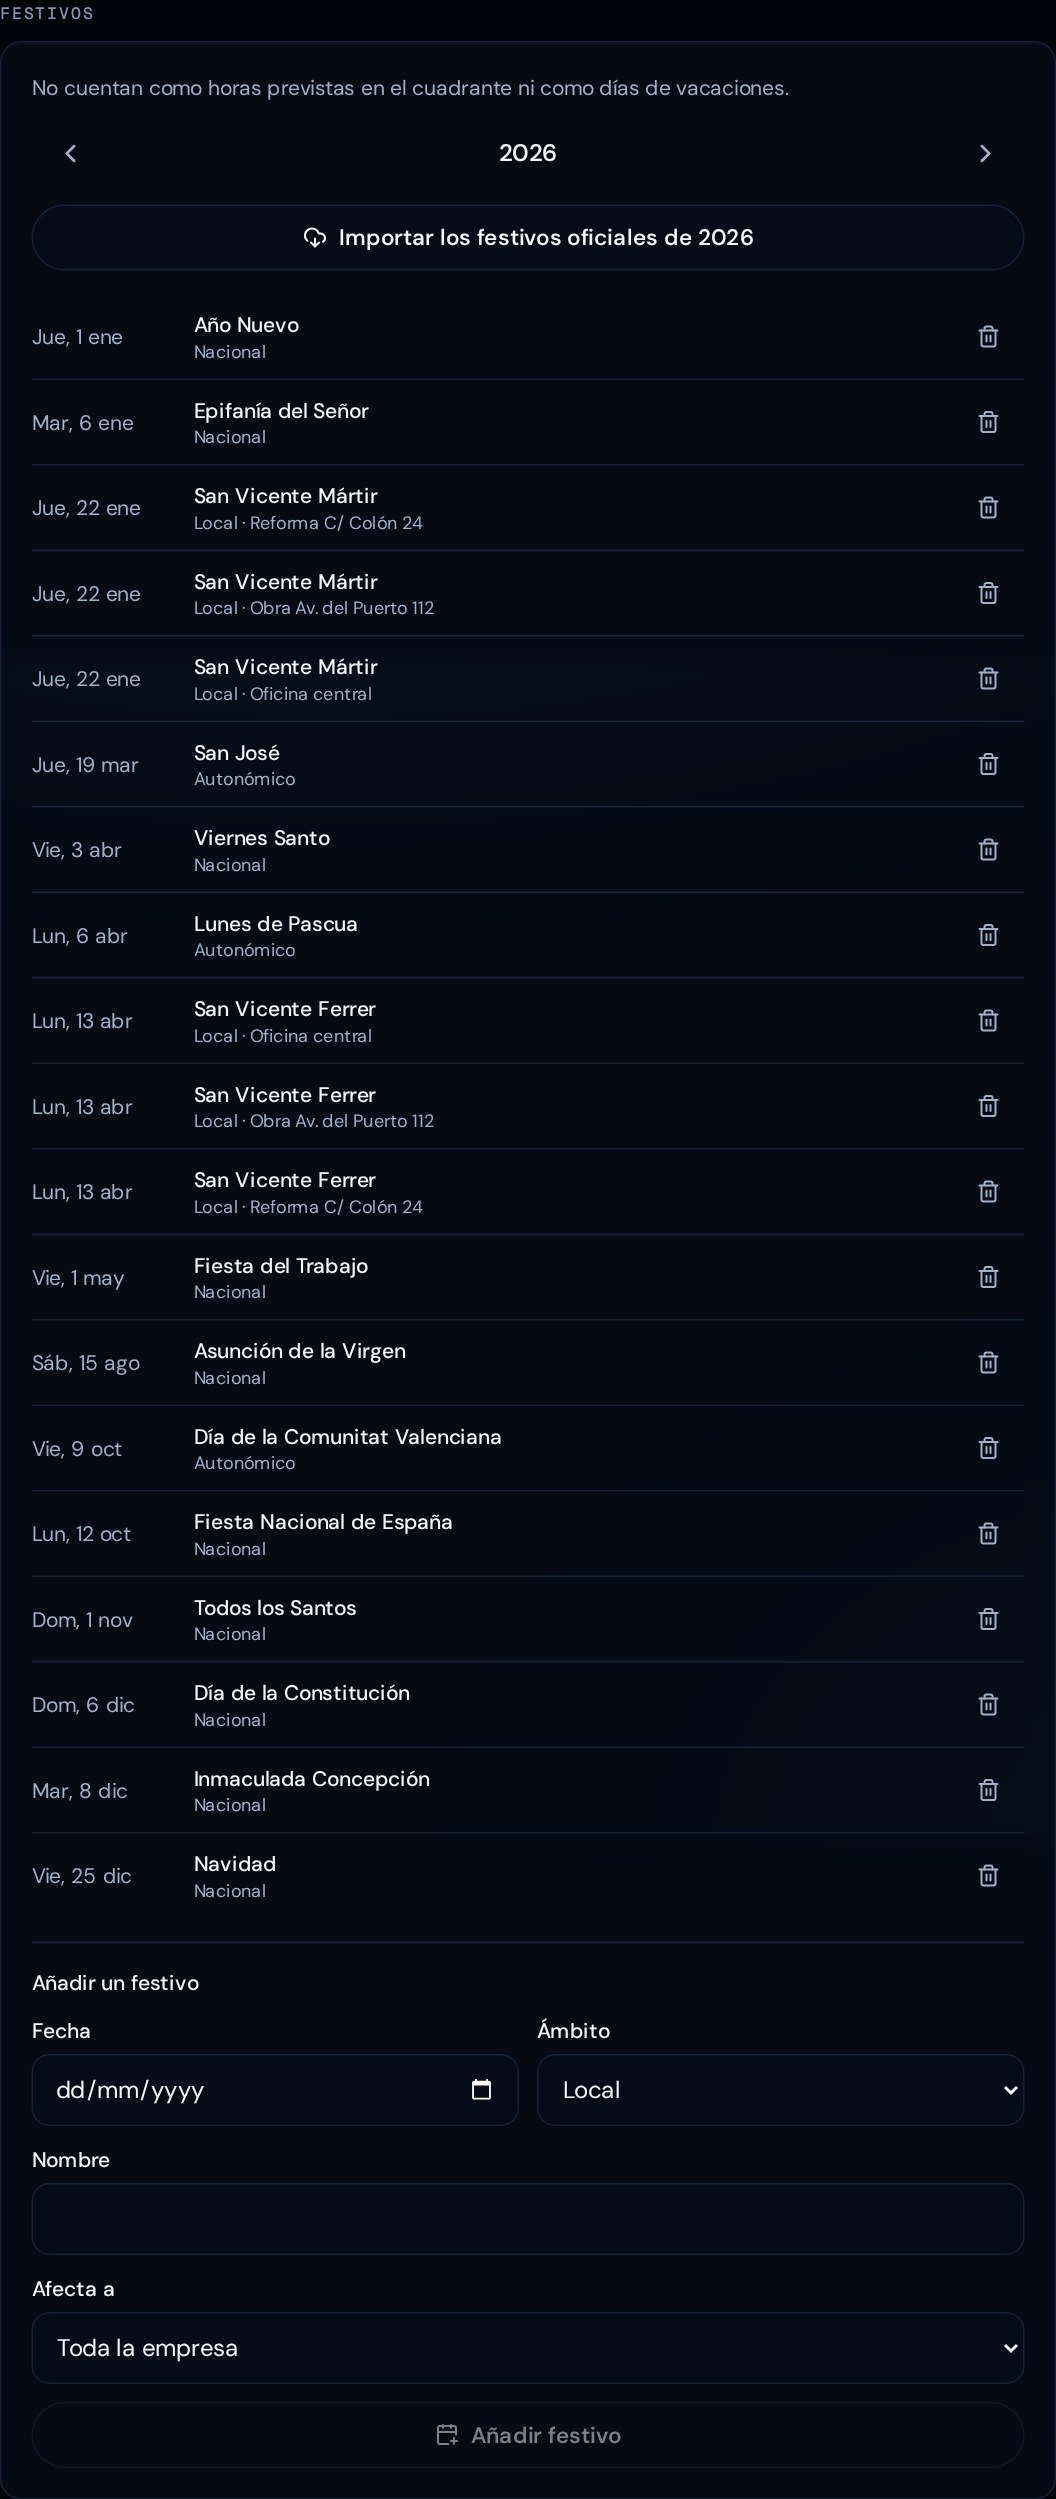 FESTIVOS
No cuentan como horas previstas en el cuadrante ni como días de vacaciones.
2026
Importar los festivos oficiales de 2026
Jue, 1 ene
Año Nuevo
Nacional
Mar, 6 ene
Epifanía del Señor
Nacional
Jue, 22 ene
San Vicente Mártir
Local · Reforma C/ Colón 24
Jue, 22 ene
San Vicente Mártir
Local · Obra Av. del Puerto 112
Jue, 22 ene
San Vicente Mártir
Local · Oficina central
Jue, 19 mar
San José
Autonómico
Vie, 3 abr
Viernes Santo
Nacional
Lun, 6 abr
Lunes de Pascua
Autonómico
Lun, 13 abr
San Vicente Ferrer
Local · Oficina central
Lun, 13 abr
San Vicente Ferrer
Local · Obra Av. del Puerto 112
Lun, 13 abr
San Vicente Ferrer
Local · Reforma C/ Colón 24
Vie, 1 may
Fiesta del Trabajo
Nacional
Sáb, 15 ago
Asunción de la Virgen
Nacional
Vie, 9 oct
Día de la Comunitat Valenciana
Autonómico
Lun, 12 oct
Fiesta Nacional de España
Nacional
Dom, 1 nov
Todos los Santos
Nacional
Dom, 6 dic
Día de la Constitución
Nacional
Mar, 8 dic
Inmaculada Concepción
Nacional
Vie, 25 dic
Navidad
Nacional
Añadir un festivo
Fecha
Ámbito
dd/mm/yyyy
Local
Nombre
Afecta a
Toda la empresa
Añadir festivo